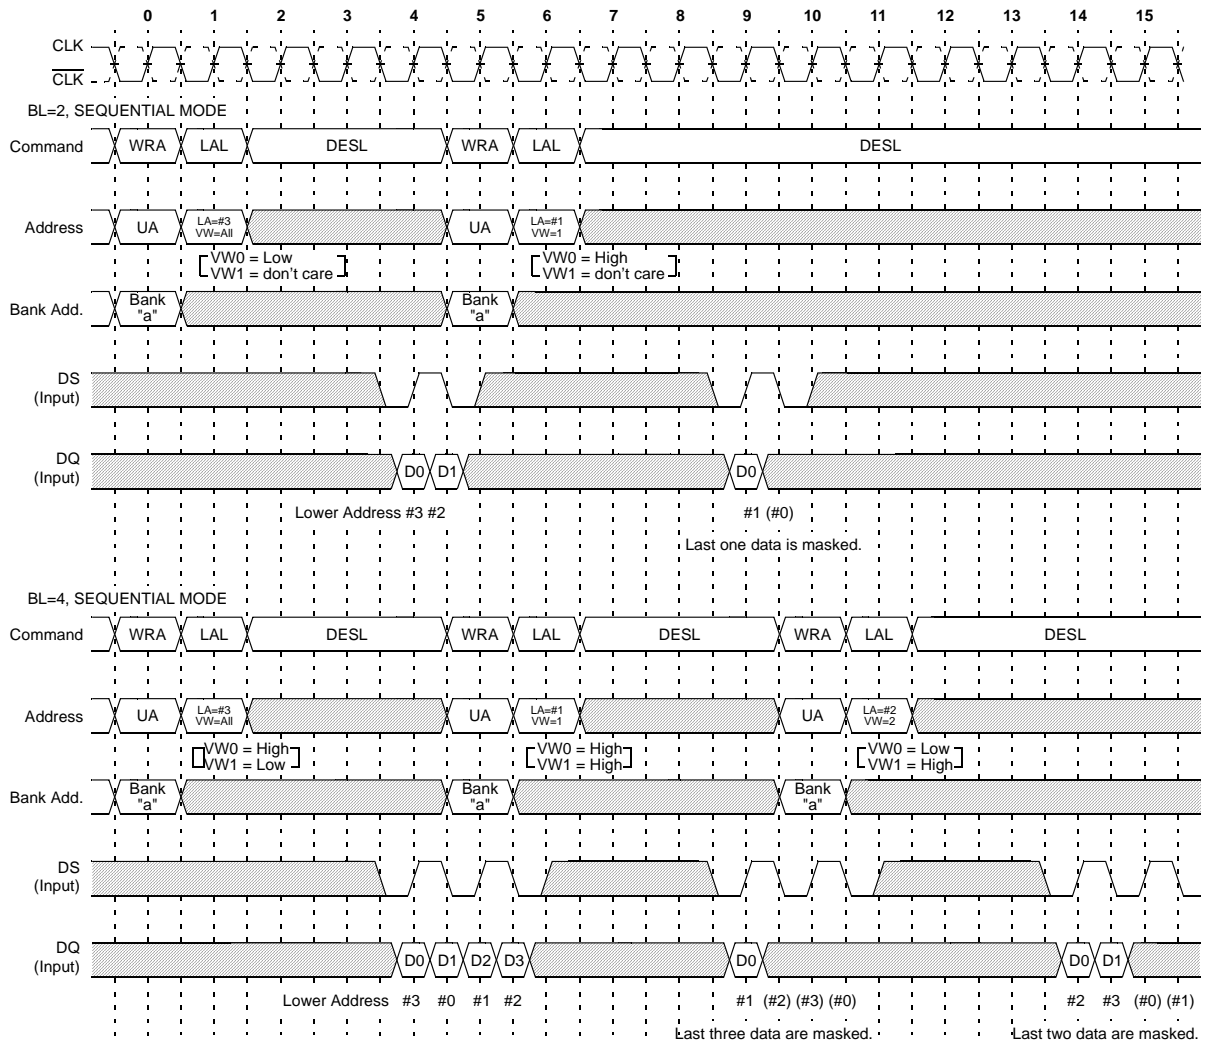 0 1 2 3 4 5 6 7 8 9 10 11 12 13 14 15
CLK
CLK
BL=2, SEQUENTIAL MODE
Command WRA LAL DESL WRA LAL DESL
Address UA LA=#3 VW=All UA LA=#1 VW=1
VW0 = Low VW0 = High
VW1 = don't care VW1 = don't care
Bank Add. Bank "a" Bank "a"
DS
(Input)
DQ
(Input)
D0 D1 D0
Lower Address #3 #2 #1 (#0)
Last one data is masked.
BL=4, SEQUENTIAL MODE
Command WRA LAL DESL WRA LAL DESL WRA LAL DESL
Address UA LA=#3 VW=All UA LA=#1 VW=1 UA LA=#2 VW=2
VW0 = High VW0 = High VW0 = Low
VW1 = Low VW1 = High VW1 = High
Bank Add. Bank "a" Bank "a" Bank "a"
DS
(Input)
DQ
(Input)
D0 D1 D2 D3 D0 D0 D1
Lower Address #3 #0 #1 #2 #1 (#2) (#3) (#0) #2 #3 (#0) (#1)
Last three data are masked. Last two data are masked.